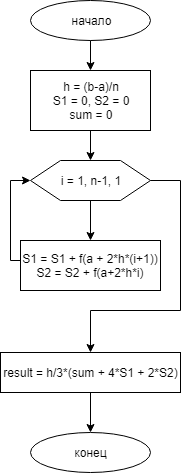 начало
h = (b-a)/n
S1 = 0, S2 = 0
sum = 0
i = 1, n-1, 1
S1 = S1 + f(a + 2*h*(i+1))
S2 = S2 + f(a+2*h*i)
result = h/3*(sum + 4*S1 + 2*S2)
конец